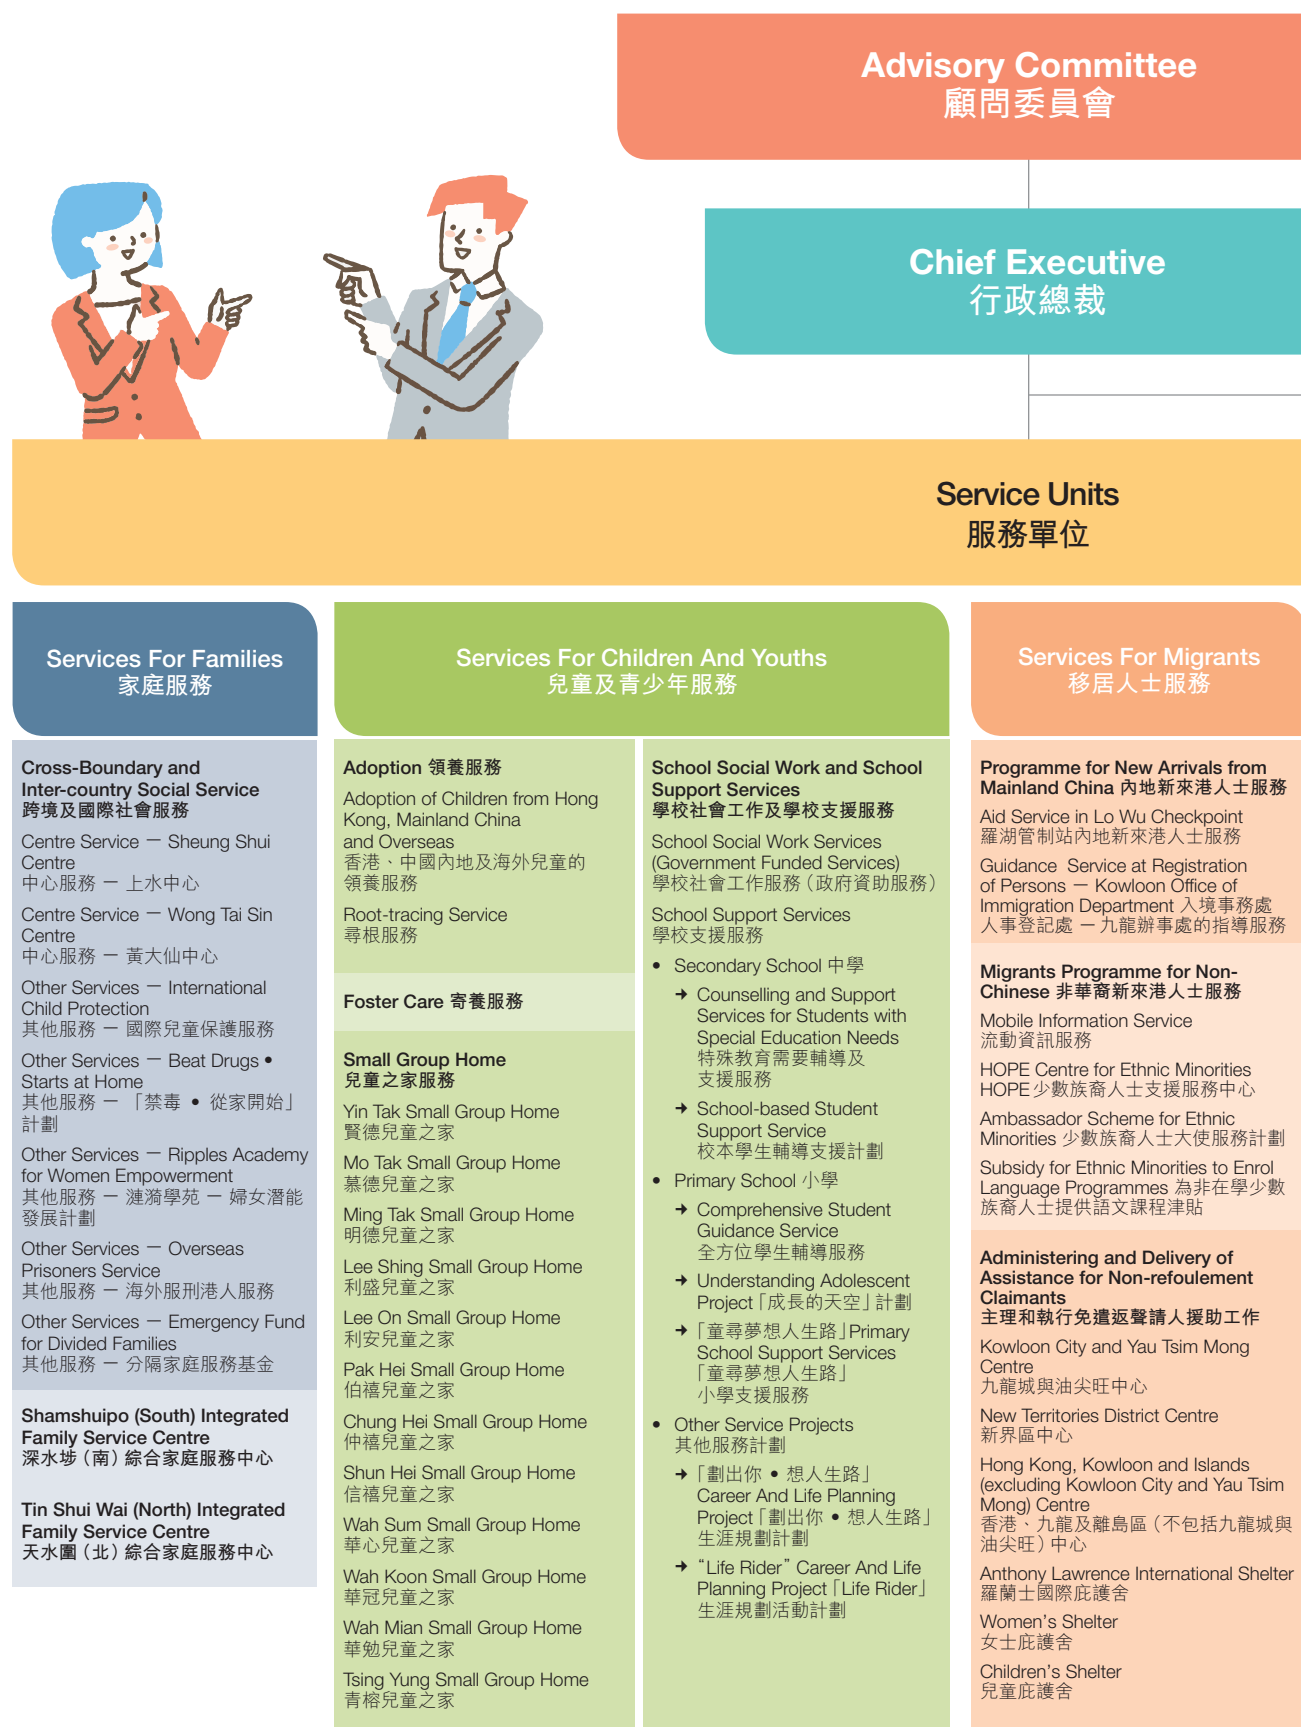 Advisory Committee
顧問委員會
Chief Executive
行政總裁
Service Units
服務單位
Services For Families
家庭服務
Cross-Boundary and
Inter-country Social Service
跨境及國際社會服務
Centre Service — Sheung Shui
Centre
中心服務 — 上水中心
Centre Service — Wong Tai Sin
Centre
中心服務 — 黃大仙中心
Other Services — International
Child Protection
其他服務 — 國際兒童保護服務
Other Services — Beat Drugs •
Starts at Home
其他服務 — 「禁毒 • 從家開始」
計劃
Other Services — Ripples Academy
for Women Empowerment
其他服務 — 漣漪學苑 — 婦女潛能
發展計劃
Other Services — Overseas
Prisoners Service
其他服務 — 海外服刑港人服務
Other Services — Emergency Fund
for Divided Families
其他服務 — 分隔家庭服務基金
Shamshuipo (South) Integrated
Family Service Centre
深水埗（南）綜合家庭服務中心
Tin Shui Wai (North) Integrated
Family Service Centre
天水圍（北）綜合家庭服務中心
Services For Children And Youths
兒童及青少年服務
Adoption 領養服務
Adoption of Children from Hong
Kong, Mainland China
and Overseas
香港、中國內地及海外兒童的
領養服務
Root-tracing Service
尋根服務
Foster Care 寄養服務
Small Group Home
兒童之家服務
Yin Tak Small Group Home
賢德兒童之家
Mo Tak Small Group Home
慕德兒童之家
Ming Tak Small Group Home
明德兒童之家
Lee Shing Small Group Home
利盛兒童之家
Lee On Small Group Home
利安兒童之家
Pak Hei Small Group Home
伯禧兒童之家
Chung Hei Small Group Home
仲禧兒童之家
Shun Hei Small Group Home
信禧兒童之家
Wah Sum Small Group Home
華心兒童之家
Wah Koon Small Group Home
華冠兒童之家
Wah Mian Small Group Home
華勉兒童之家
Tsing Yung Small Group Home
青榕兒童之家
School Social Work and School
Support Services
學校社會工作及學校支援服務
School Social Work Services
(Government Funded Services)
學校社會工作服務（政府資助服務）
School Support Services
學校支援服務
• Secondary School 中學
➔ Counselling and Support
Services for Students with
Special Education Needs
特殊教育需要輔導及
支援服務
➔ School-based Student
Support Service
校本學生輔導支援計劃
• Primary School 小學
➔ Comprehensive Student
Guidance Service
全方位學生輔導服務
➔ Understanding Adolescent
Project「成長的天空」計劃
➔「童尋夢想人生路」Primary
School Support Services
「童尋夢想人生路」
小學支援服務
• Other Service Projects
其他服務計劃
➔「劃出你 • 想人生路」
Career And Life Planning
Project「劃出你 • 想人生路」
生涯規劃計劃
➔ “Life Rider” Career And Life
Planning Project「Life Rider」
生涯規劃活動計劃
Services For Migrants
移居人士服務
Programme for New Arrivals from
Mainland China 內地新來港人士服務
Aid Service in Lo Wu Checkpoint
羅湖管制站內地新來港人士服務
Guidance Service at Registration
of Persons — Kowloon Office of
Immigration Department 入境事務處
人事登記處 — 九龍辦事處的指導服務
Migrants Programme for Non-
Chinese 非華裔新來港人士服務
Mobile Information Service
流動資訊服務
HOPE Centre for Ethnic Minorities
HOPE少數族裔人士支援服務中心
Ambassador Scheme for Ethnic
Minorities 少數族裔人士大使服務計劃
Subsidy for Ethnic Minorities to Enrol
Language Programmes 為非在學少數
族裔人士提供語文課程津貼
Administering and Delivery of
Assistance for Non-refoulement
Claimants
主理和執行免遣返聲請人援助工作
Kowloon City and Yau Tsim Mong
Centre
九龍城與油尖旺中心
New Territories District Centre
新界區中心
Hong Kong, Kowloon and Islands
(excluding Kowloon City and Yau Tsim
Mong) Centre
香港、九龍及離島區（不包括九龍城與
油尖旺）中心
Anthony Lawrence International Shelter
羅蘭士國際庇護舍
Women's Shelter
女士庇護舍
Children's Shelter
兒童庇護舍